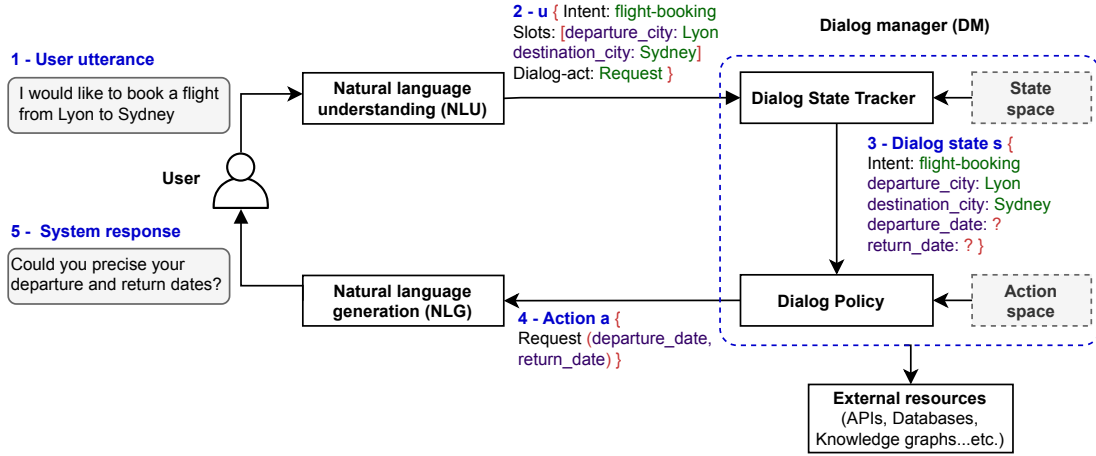 1 - User utterance
I would like to book a flight
from Lyon to Sydney
User
Natural language
understanding (NLU)
2 - u { Intent: flight-booking
Slots: [departure_city: Lyon
destination_city: Sydney]
Dialog-act: Request }
Dialog manager (DM)
Dialog State Tracker
State
space
3 - Dialog state s {
Intent: flight-booking
departure_city: Lyon
destination_city: Sydney
departure_date: ?
return_date: ? }
Dialog Policy
Action
space
4 - Action a {
Request (departure_date,
return_date) }
Natural language
generation (NLG)
5 - System response
Could you precise your
departure and return dates?
External resources
(APIs, Databases,
Knowledge graphs...etc.)